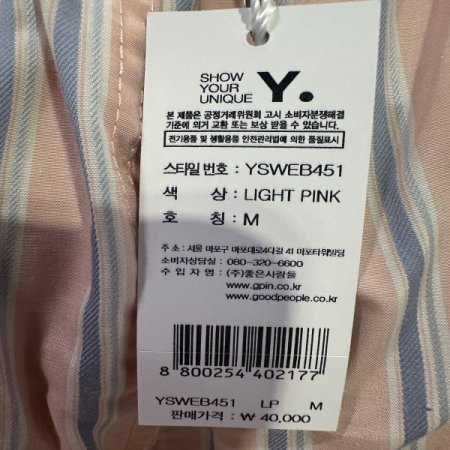 SHOW
YOUR
UNIQUE
Y.
본 제품은 공정거래위원회 고시 소비자분쟁해결
기준에 의거 교환 또는 보상 받을 수 있습니다.
전기용품 및 생활용품 안전관리법에 의한 품질표시
스타일 번호 : YSWEB451
색 상 : LIGHT PINK
호 칭 : M
주 소 : 서울 마포구 마포대로4다길 41 마포타워빌딩
소비자상담실 : 080-320-6600
수 입 자 명 : (주)좋은사람들
www.gpin.co.kr
www.goodpeople.co.kr
8 800254 402177
YSWEB451 LP M
판매가격 : ₩ 40,000